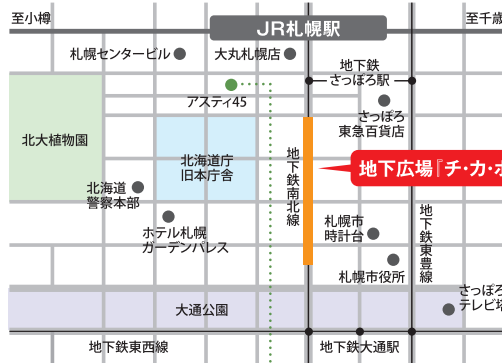 至小樽
JR札幌駅
至千歳
札幌センタービル
大丸札幌店
地下鉄
さっぽろ駅
アスティ45
さっぽろ
東急百貨店
北大植物園
北海道庁
旧本庁舎
地下鉄南北線
地下広場『チ・カ・ホ
北海道
警察本部
ホテル札幌
ガーデンパレス
札幌市
時計台
地下鉄東豊線
札幌市役所
さっぽろ
テレビ塔
大通公園
地下鉄東西線
地下鉄大通駅